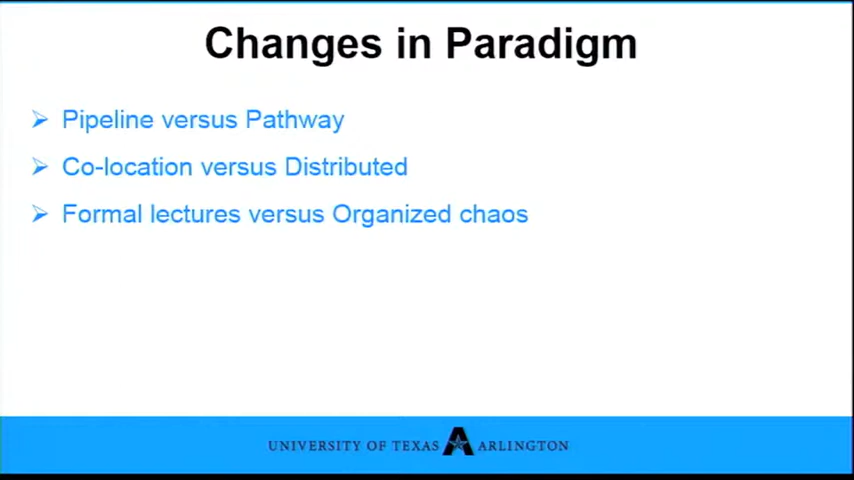 Changes in Paradigm
Pipeline versus Pathway
Co-location versus Distributed
Formal lectures versus Organized chaos
UNIVERSITY OF TEXAS A ARLINGTON